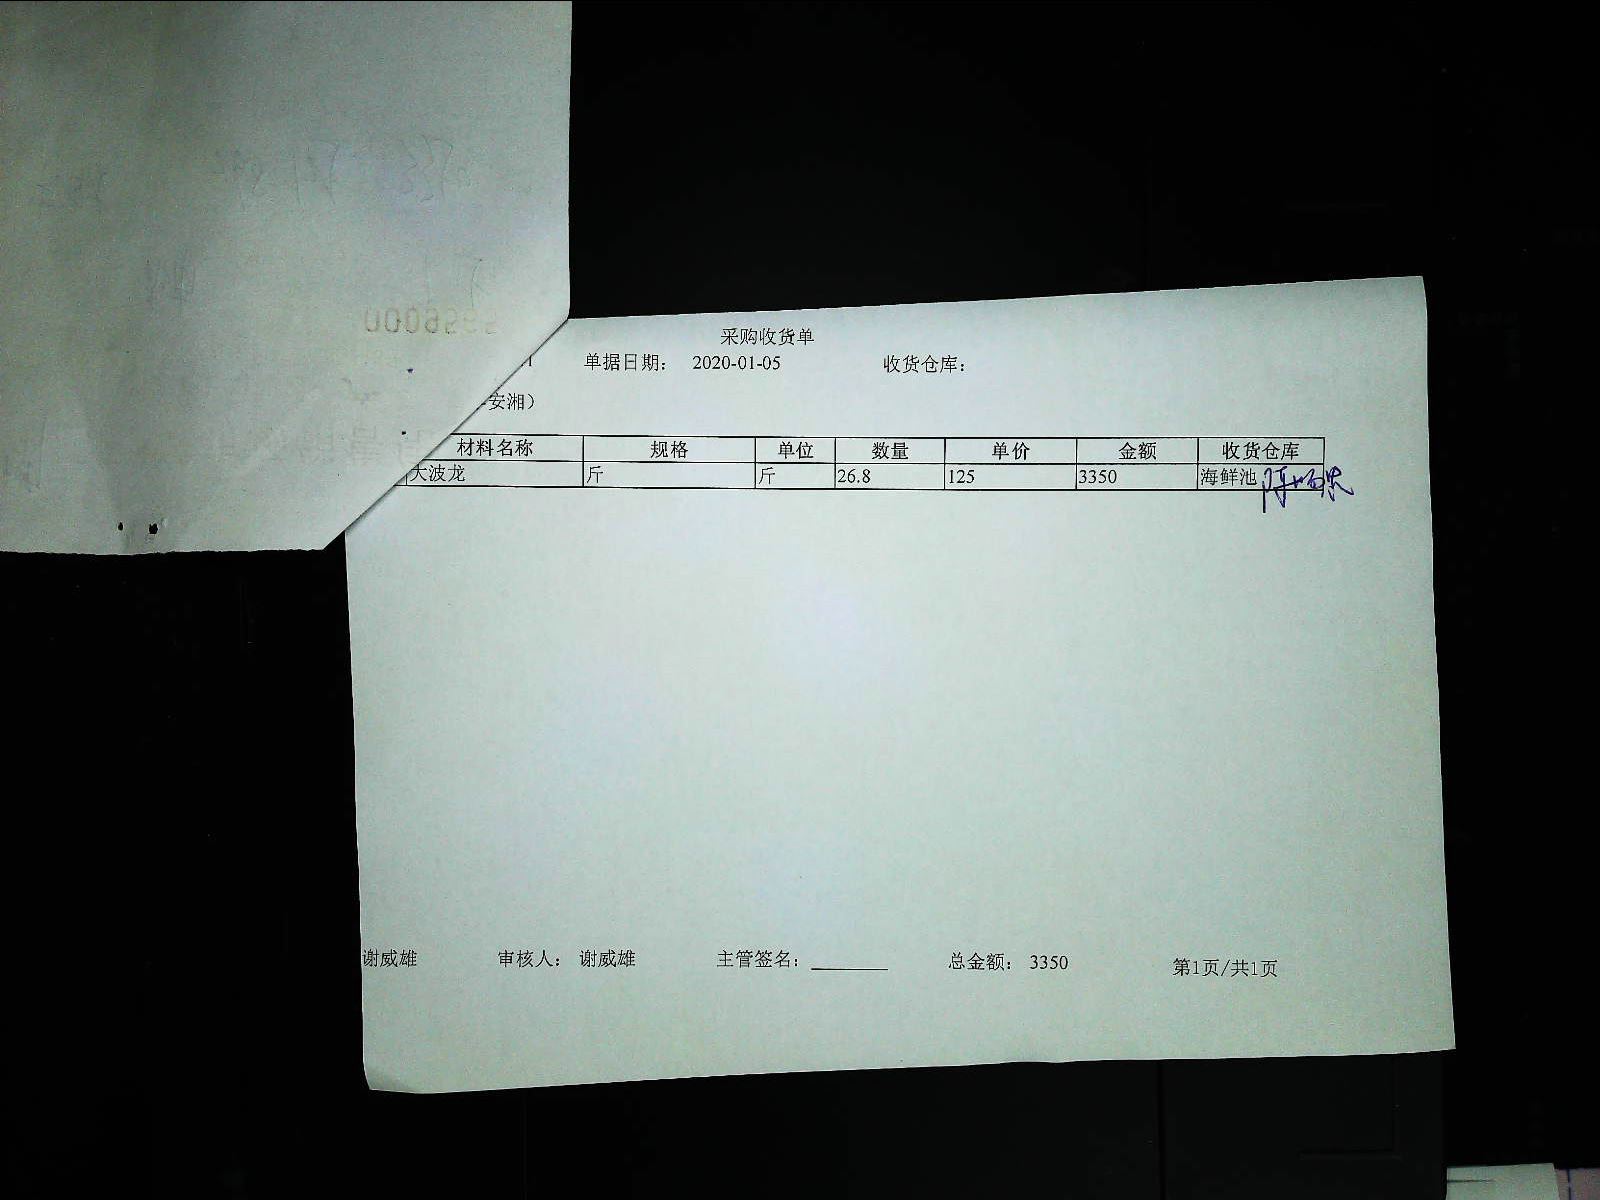 采购收货单
单据日期： 2020-01-05 收货仓库：
安湘）
材料名称 规格 单位 数量 单价 金额 收货仓库
大波龙 斤 斤 26.8 125 3350 海鲜池
谢威雄 审核人： 谢威雄 主管签名： 总金额： 3350 第1页/共1页